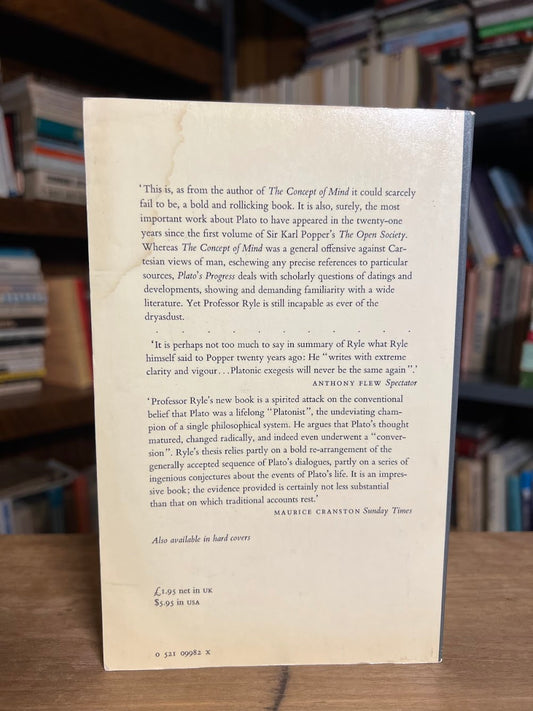 'This is, as from the author of The Concept of Mind it could scarcely
fail to be, a bold and rollicking book. It is also, surely, the most
important work about Plato to have appeared in the twenty-one
years since the first volume of Sir Karl Popper's The Open Society.
Whereas The Concept of Mind was a general offensive against Car-
tesian views of man, eschewing any precise references to particular
sources, Plato's Progress deals with scholarly questions of datings and
developments, showing and demanding familiarity with a wide
literature. Yet Professor Ryle is still incapable as ever of the
dryasdust.
. . . . . . . . . . .
'It is perhaps not too much to say in summary of Ryle what Ryle
himself said to Popper twenty years ago: He "writes with extreme
clarity and vigour...Platonic exegesis will never be the same again".'
ANTHONY FLEW Spectator
'Professor Ryle's new book is a spirited attack on the conventional
belief that Plato was a lifelong "Platonist", the undeviating cham-
pion of a single philosophical system. He argues that Plato's thought
matured, changed radically, and indeed even underwent a "conver-
sion". Ryle's thesis relies partly on a bold re-arrangement of the
generally accepted sequence of Plato's dialogues, partly on a series of
ingenious conjectures about the events of Plato's life. It is an impres-
sive book; the evidence provided is certainly not less substantial
than that on which traditional accounts rest.'
MAURICE CRANSTON Sunday Times
Also available in hard covers
£1.95 net in UK
$5.95 in USA
0 521 09982 X